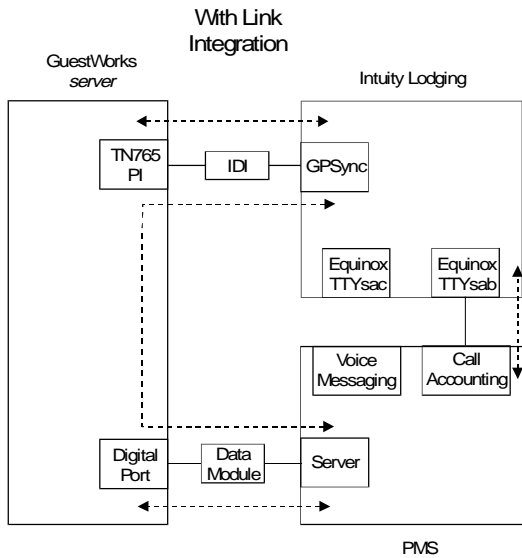 With Link
Integration
GuestWorks
server
Intuity Lodging
TN765
PI
IDI
GPSync
Equinox
TTYsac
Equinox
TTYsab
Voice
Messaging
Call
Accounting
Digital
Port
Data
Module
Server
PMS